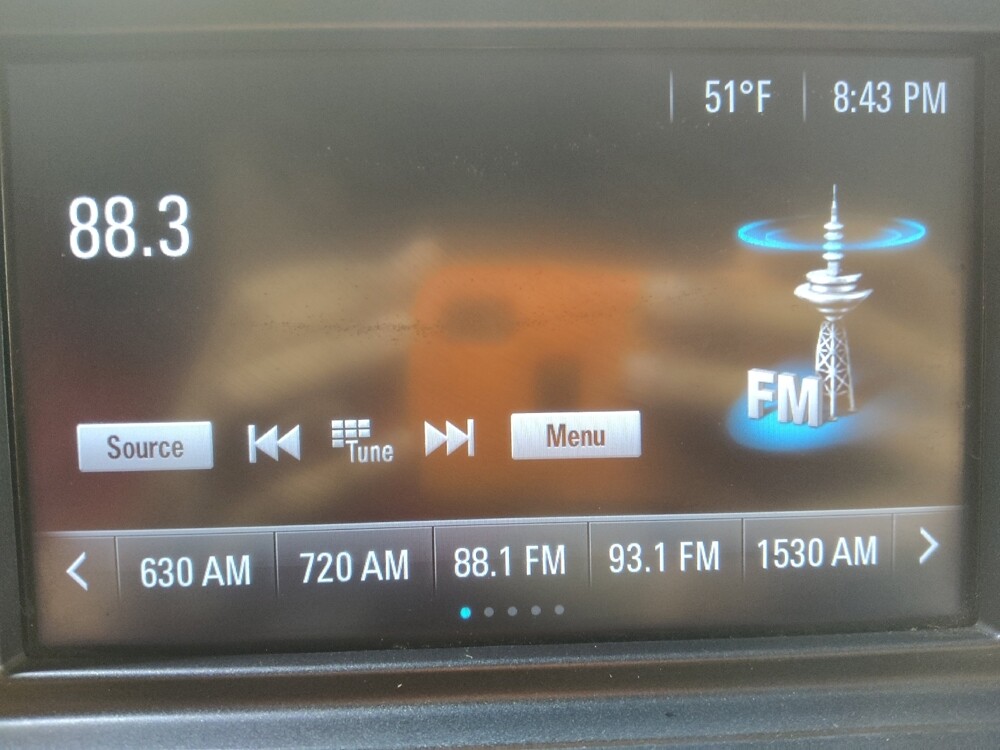 51°F 8:43 PM
88.3
FM
Source Tune Menu
630 AM 720 AM 88.1 FM 93.1 FM 1530 AM